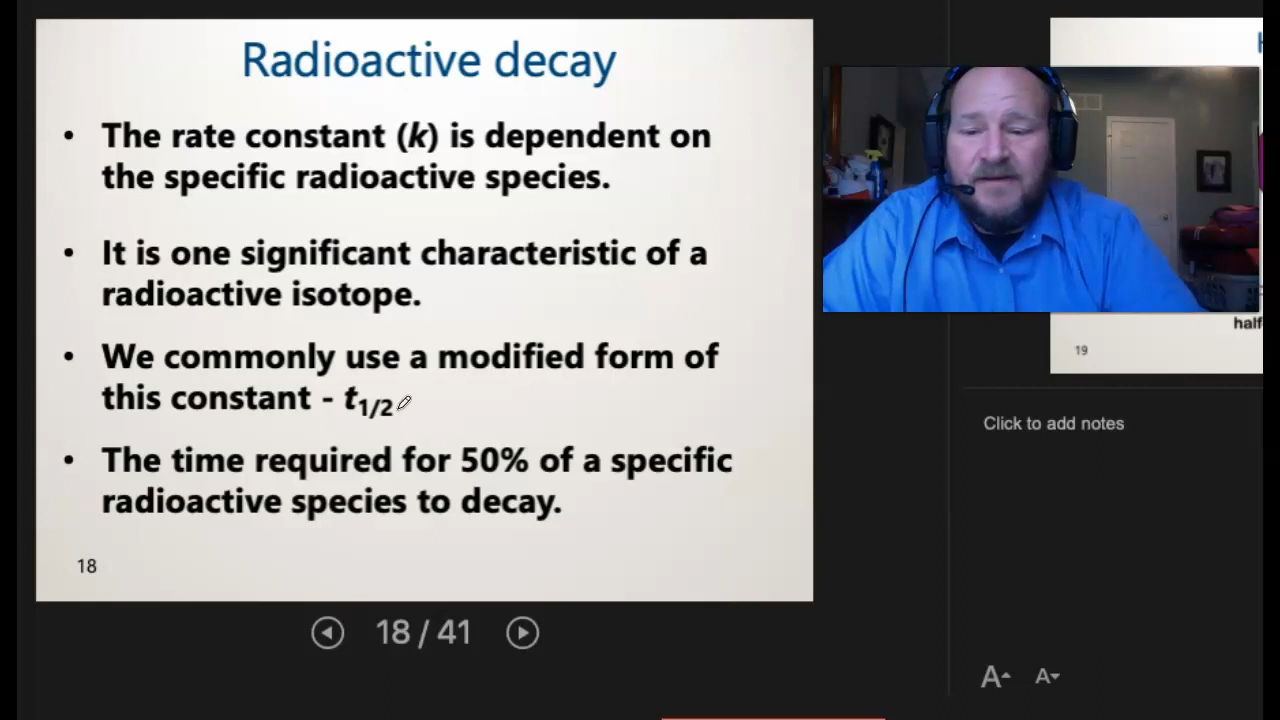 Radioactive decay
• The rate constant (k) is dependent on
the specific radioactive species.
• It is one significant characteristic of a
radioactive isotope.
• We commonly use a modified form of
this constant - t1/2
• The time required for 50% of a specific
radioactive species to decay.
18
18 / 41
half
19
Click to add notes
A A